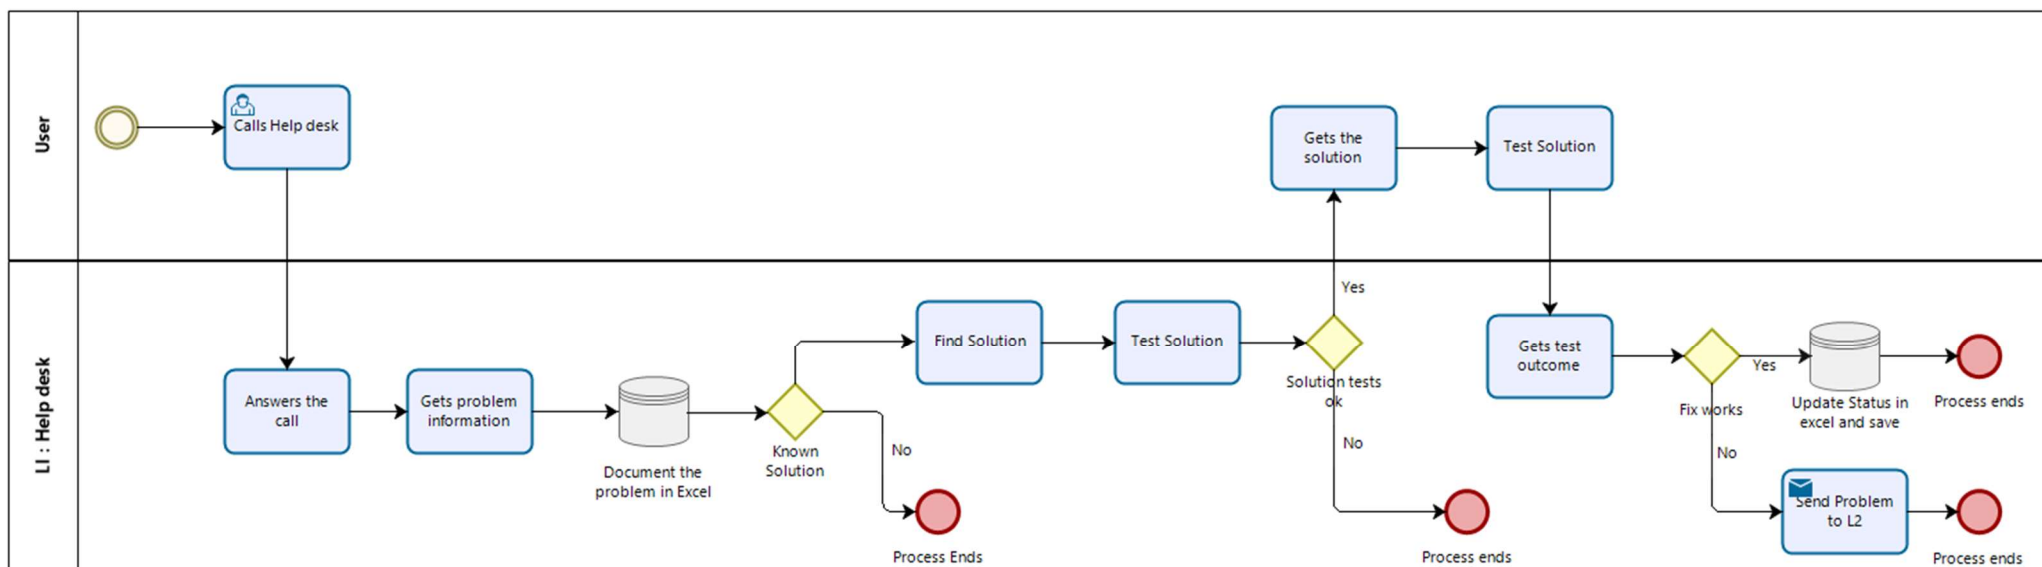 User
Calls Help desk
Gets the
solution
Test Solution
LI : Help desk
Answers the
call
Gets problem
information
Document the
problem in Excel
Known
Solution
No
Process Ends
Find Solution
Test Solution
Yes
Solution tests
ok
No
Process ends
Gets test
outcome
Fix works
Yes
Update Status in
excel and save
Process ends
No
Send Problem
to L2
Process ends